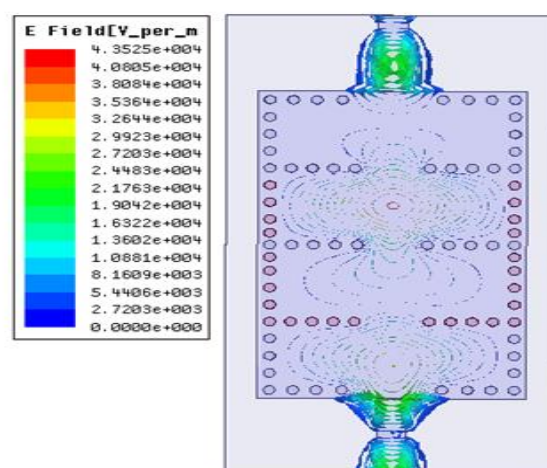 E Field[V_per_m
4.3525e+004
4.0805e+004
3.8084e+004
3.5364e+004
3.2644e+004
2.9923e+004
2.7203e+004
2.4483e+004
2.1763e+004
1.9042e+004
1.6322e+004
1.3602e+004
1.0881e+004
8.1609e+003
5.4406e+003
2.7203e+003
0.0000e+000